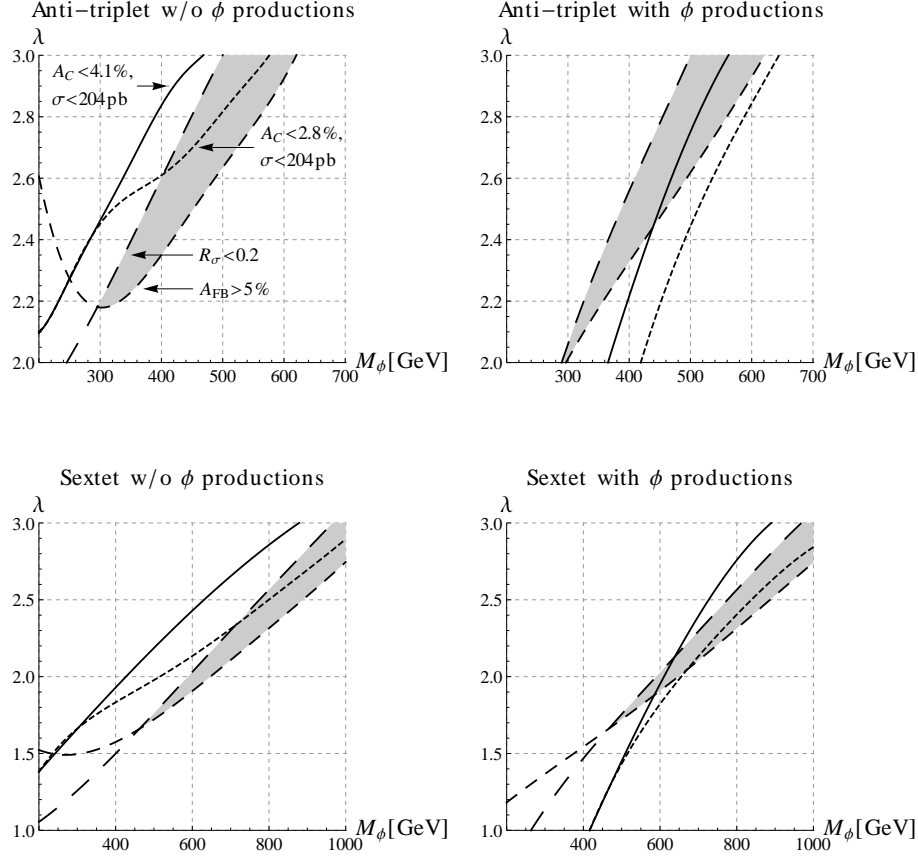 Anti−triplet w/o ϕ productions
λ
3.0
2.8
2.6
2.4
2.2
2.0
A_C<4.1%,
σ<204pb
A_C<2.8%,
σ<204pb
R_σ<0.2
A_FB>5%
300 400 500 600 700
M_ϕ[GeV]
Anti−triplet with ϕ productions
λ
3.0
2.8
2.6
2.4
2.2
2.0
300 400 500 600 700
M_ϕ[GeV]
Sextet w/o ϕ productions
λ
3.0
2.5
2.0
1.5
1.0
400 600 800 1000
M_ϕ[GeV]
Sextet with ϕ productions
λ
3.0
2.5
2.0
1.5
1.0
400 600 800 1000
M_ϕ[GeV]